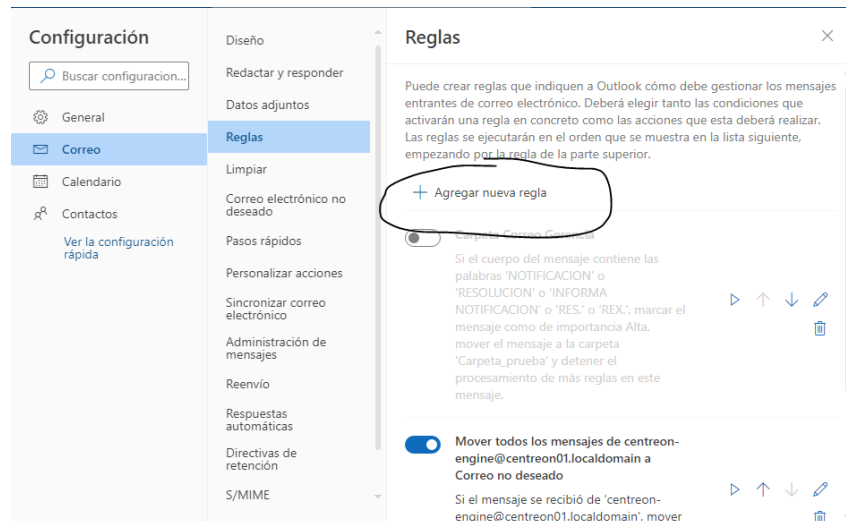 Configuración
Buscar configuracion...
General
Correo
Calendario
Contactos
Ver la configuración
rápida
Diseño
Redactar y responder
Datos adjuntos
Reglas
Limpiar
Correo electrónico no
deseado
Pasos rápidos
Personalizar acciones
Sincronizar correo
electrónico
Administración de
mensajes
Reenvío
Respuestas
automáticas
Directivas de
retención
S/MIME
Reglas
Puede crear reglas que indiquen a Outlook cómo debe gestionar los mensajes
entrantes de correo electrónico. Deberá elegir tanto las condiciones que
activarán una regla en concreto como las acciones que esta deberá realizar.
Las reglas se ejecutarán en el orden que se muestra en la lista siguiente,
empezando por la regla de la parte superior.
Agregar nueva regla
Carpeta Correo Gerencia
Si el cuerpo del mensaje contiene las
palabras 'NOTIFICACION' o
'RESOLUCION' o 'INFORMA
NOTIFICACION' o 'RES.' o 'REX.', marcar el
mensaje como de importancia Alta,
mover el mensaje a la carpeta
'Carpeta_prueba' y detener el
procesamiento de más reglas en este
mensaje.
Mover todos los mensajes de centreon-
engine@centreon01.localdomain a
Correo no deseado
Si el mensaje se recibió de 'centreon-
engine@centreon01.localdomain', mover